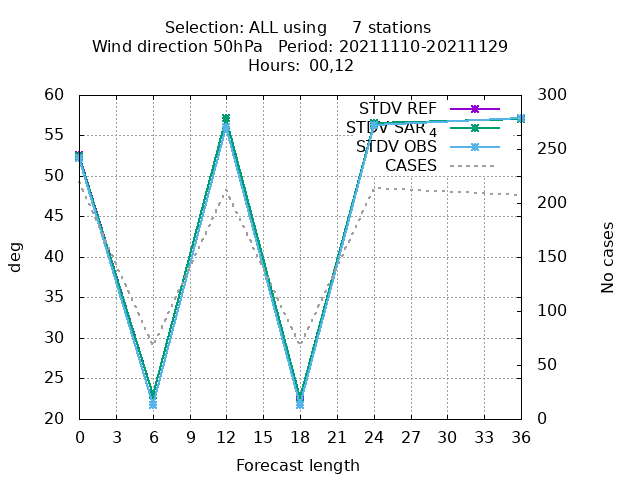 Selection: ALL using     7 stations
Wind direction 50hPa   Period: 20211110-20211129
Hours: 00,12
60 300
STDV REF
55 STDV SAR4
250
STDV OBS
50 CASES
45 200
deg 40 150 No cases
35
30 100
25 50
20 0
0 3 6 9 12 15 18 21 24 27 30 33 36
Forecast length